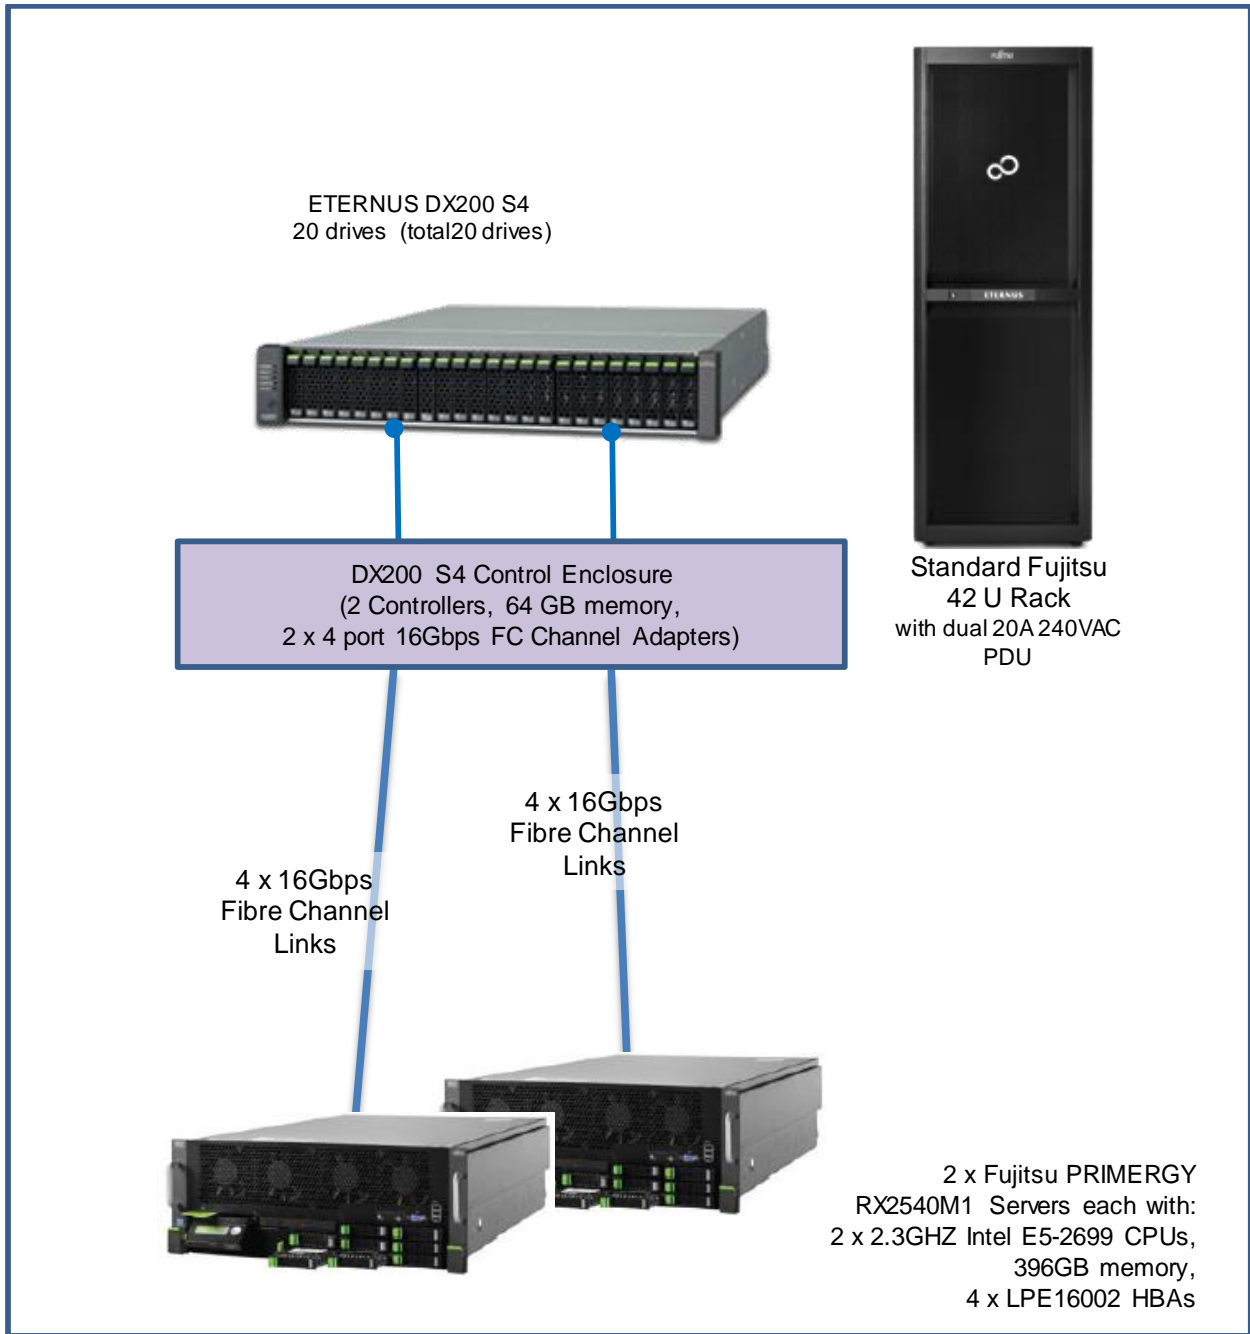 FUJITSU
ETERNUS DX200 S4
20 drives (total20 drives)
ETERNUS
DX200 S4 Control Enclosure
(2 Controllers, 64 GB memory,
2 x 4 port 16Gbps FC Channel Adapters)
Standard Fujitsu
42 U Rack
with dual 20A 240VAC
PDU
4 x 16Gbps
Fibre Channel
Links
4 x 16Gbps
Fibre Channel
Links
2 x Fujitsu PRIMERGY
RX2540M1 Servers each with:
2 x 2.3GHZ Intel E5-2699 CPUs,
396GB memory,
4 x LPE16002 HBAs